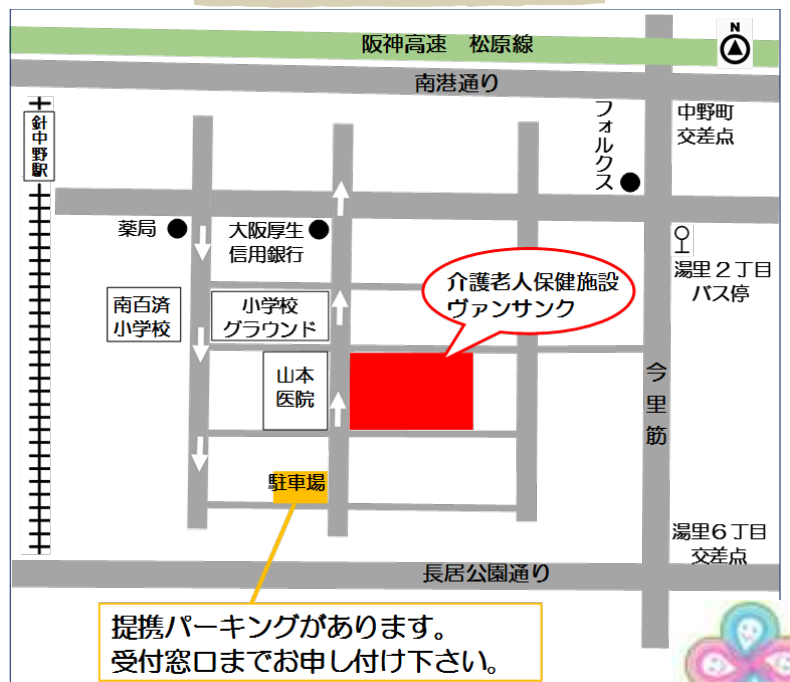 阪神高速　松原線
N
南港通り
針中野駅
フォルクス
中野町
交差点
薬局
大阪厚生
信用銀行
湯里２丁目
バス停
介護老人保健施設
ヴァンサンク
南百済
小学校
小学校
グラウンド
山本
医院
今里筋
駐車場
湯里６丁目
交差点
長居公園通り
提携パーキングがあります。
受付窓口までお申し付け下さい。